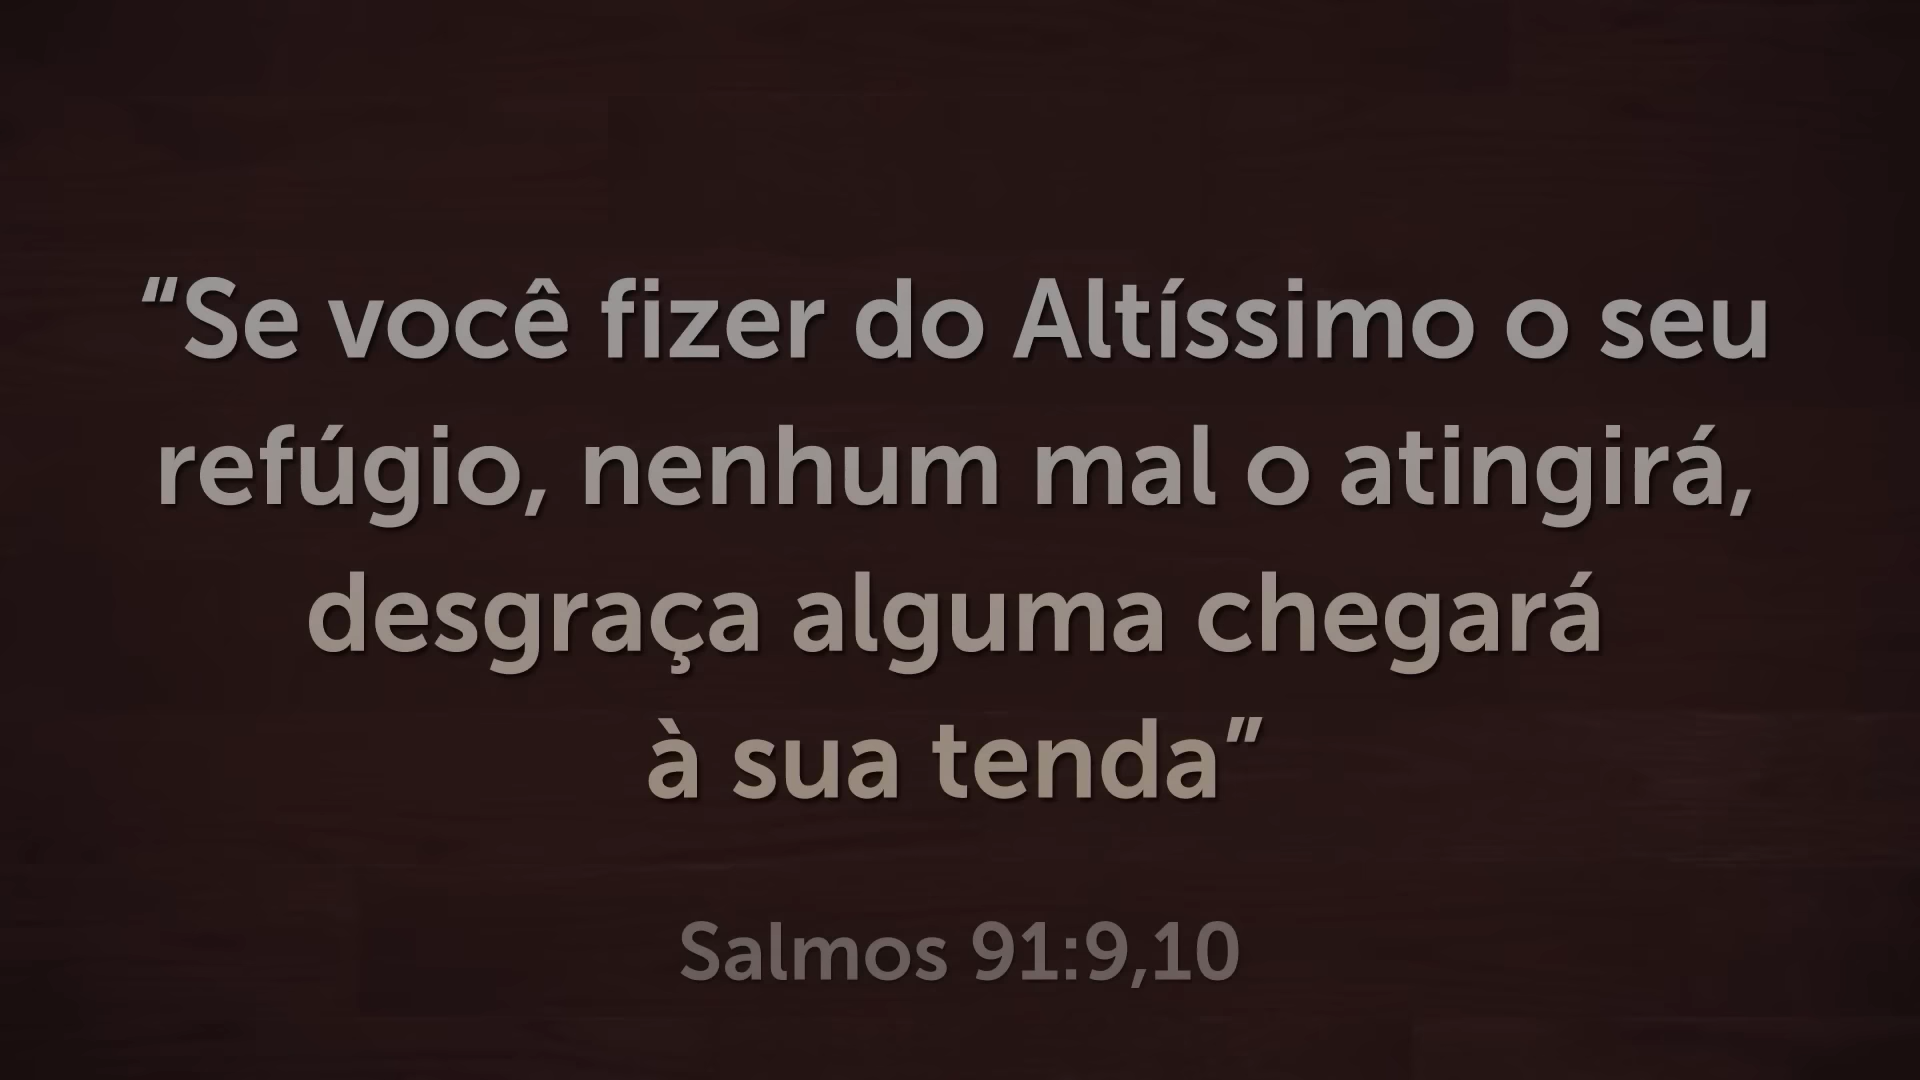 “Se você fizer do Altíssimo o seu
refúgio, nenhum mal o atingirá,
desgraça alguma chegará
à sua tenda”
Salmos 91:9,10